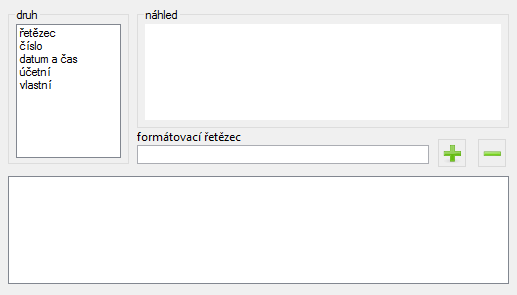 druh
řetězec
číslo
datum a čas
účetní
vlastní
náhled
formátovací řetězec